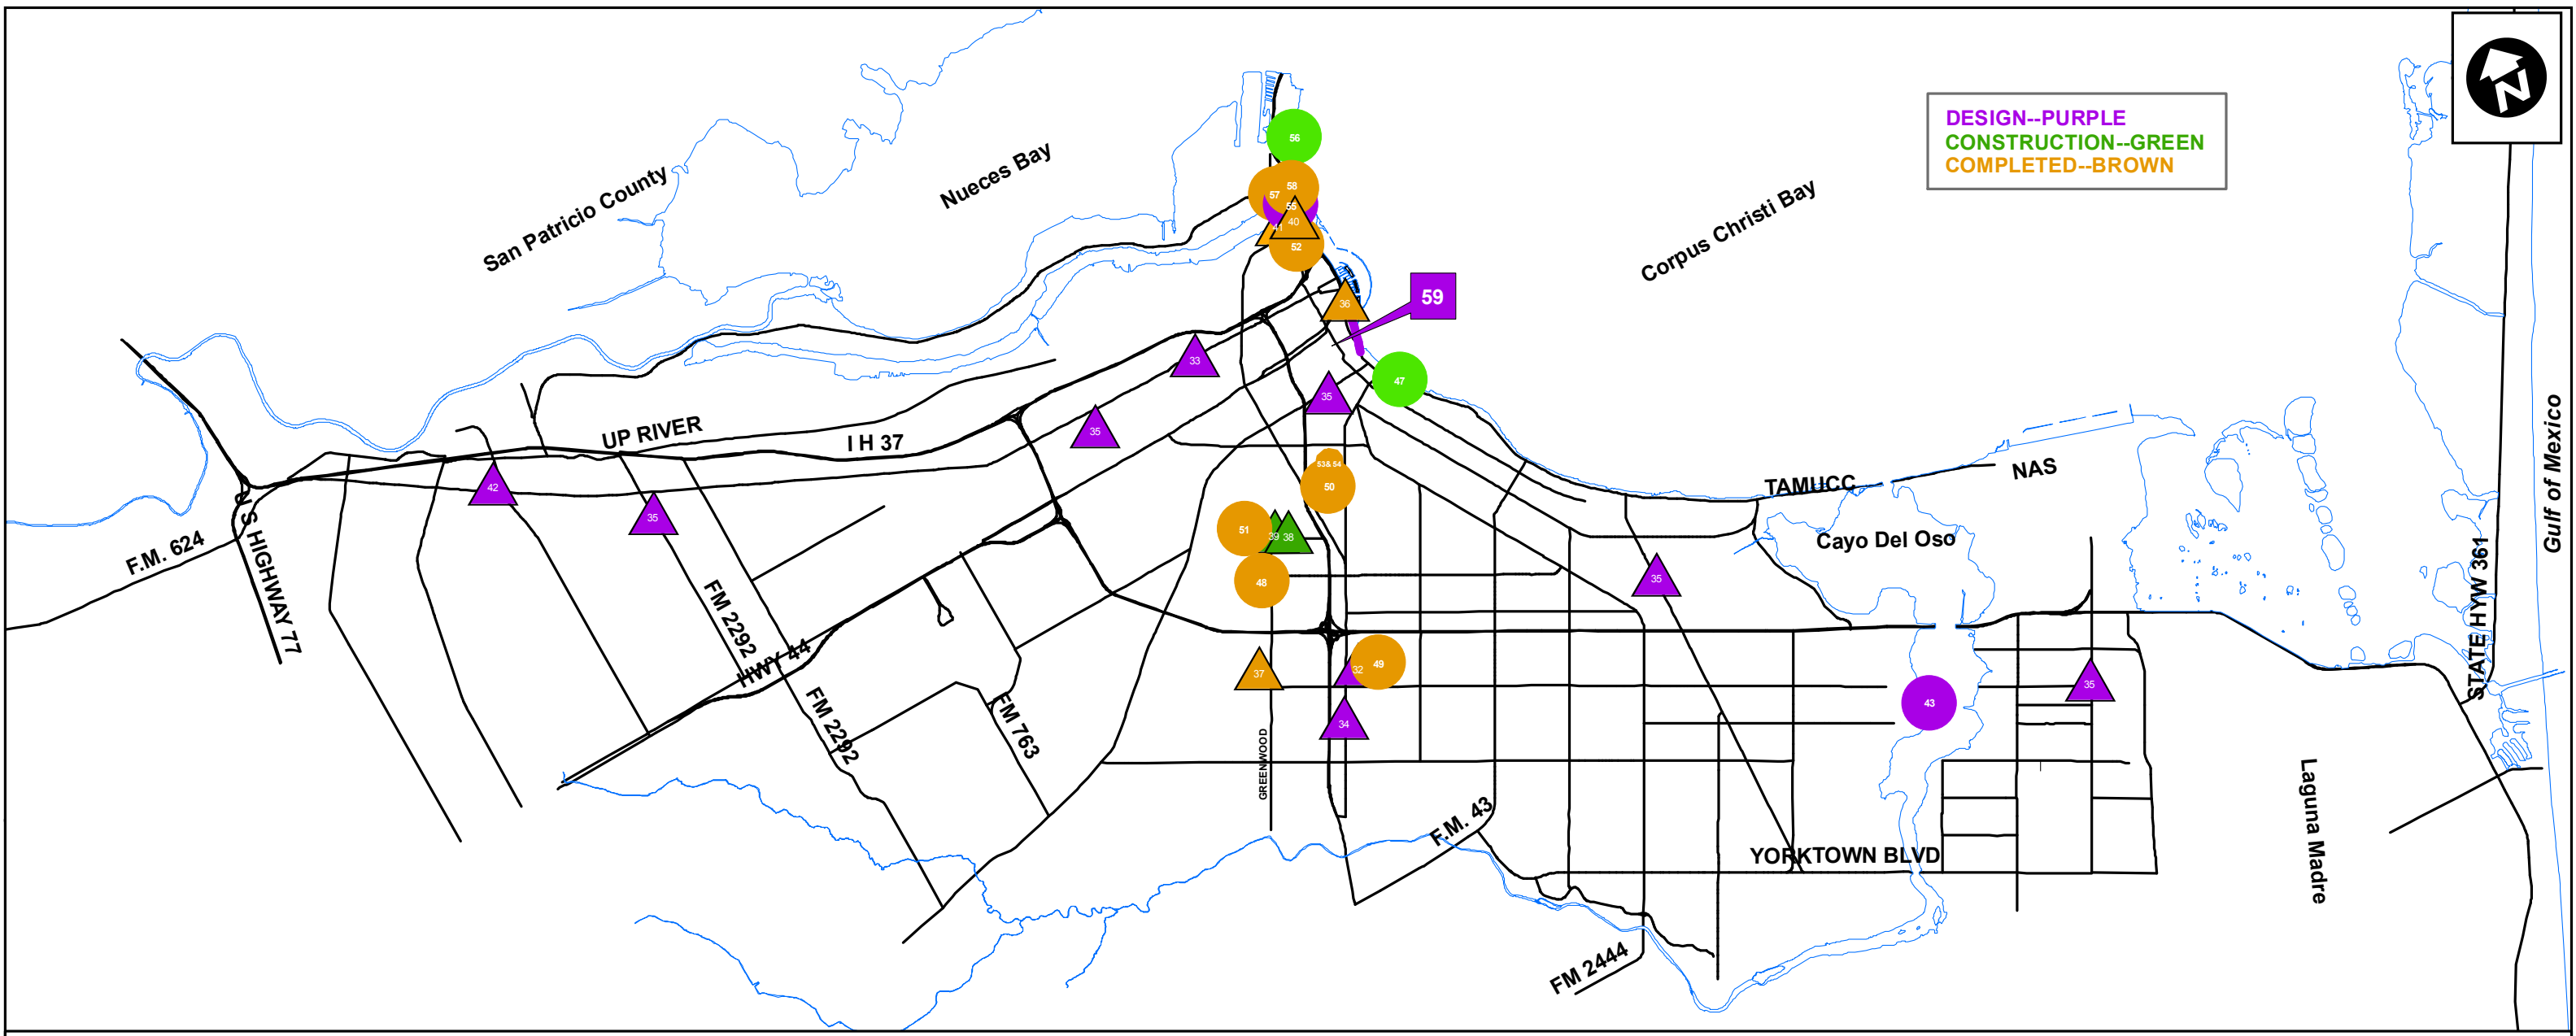 N
DESIGN--PURPLE
CONSTRUCTION--GREEN
COMPLETED--BROWN
56
San Patricio County
Nueces Bay
Corpus Christi Bay
58
57
55
40
41
52
59
36
33
47
35
35
UP RIVER
I H 37
Gulf of Mexico
53& 54
50
TAMUCC
NAS
42
35
51
39
38
Cayo Del Oso
F.M. 624
U S HIGHWAY 77
48
35
STATE HYW 361
FM 2292
HWY 44
37
32
49
35
43
34
FM 2292
FM 763
GREENWOOD
Laguna Madre
F.M. 43
YORKTOWN BLVD
FM 2444